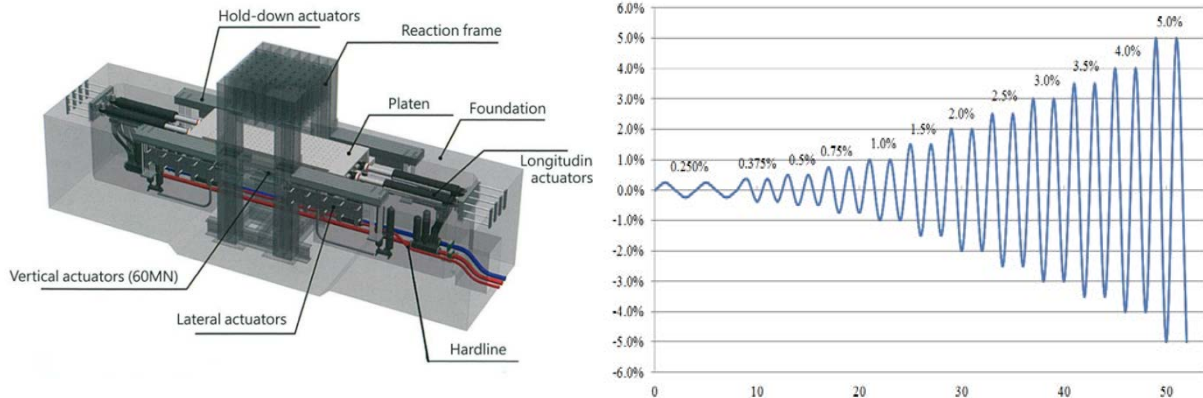 Hold-down actuators
Reaction frame
Platen
Foundation
Longitudin
actuators
Vertical actuators (60MN)
Lateral actuators
Hardline
6.0%
5.0%
4.0%
3.0%
2.0%
1.0%
0.0%
-1.0%
-2.0%
-3.0%
-4.0%
-5.0%
-6.0%
0.250%
0.375%
0.5%
0.75%
1.0%
1.5%
2.0%
2.5%
3.0%
3.5%
4.0%
5.0%
0 10 20 30 40 50